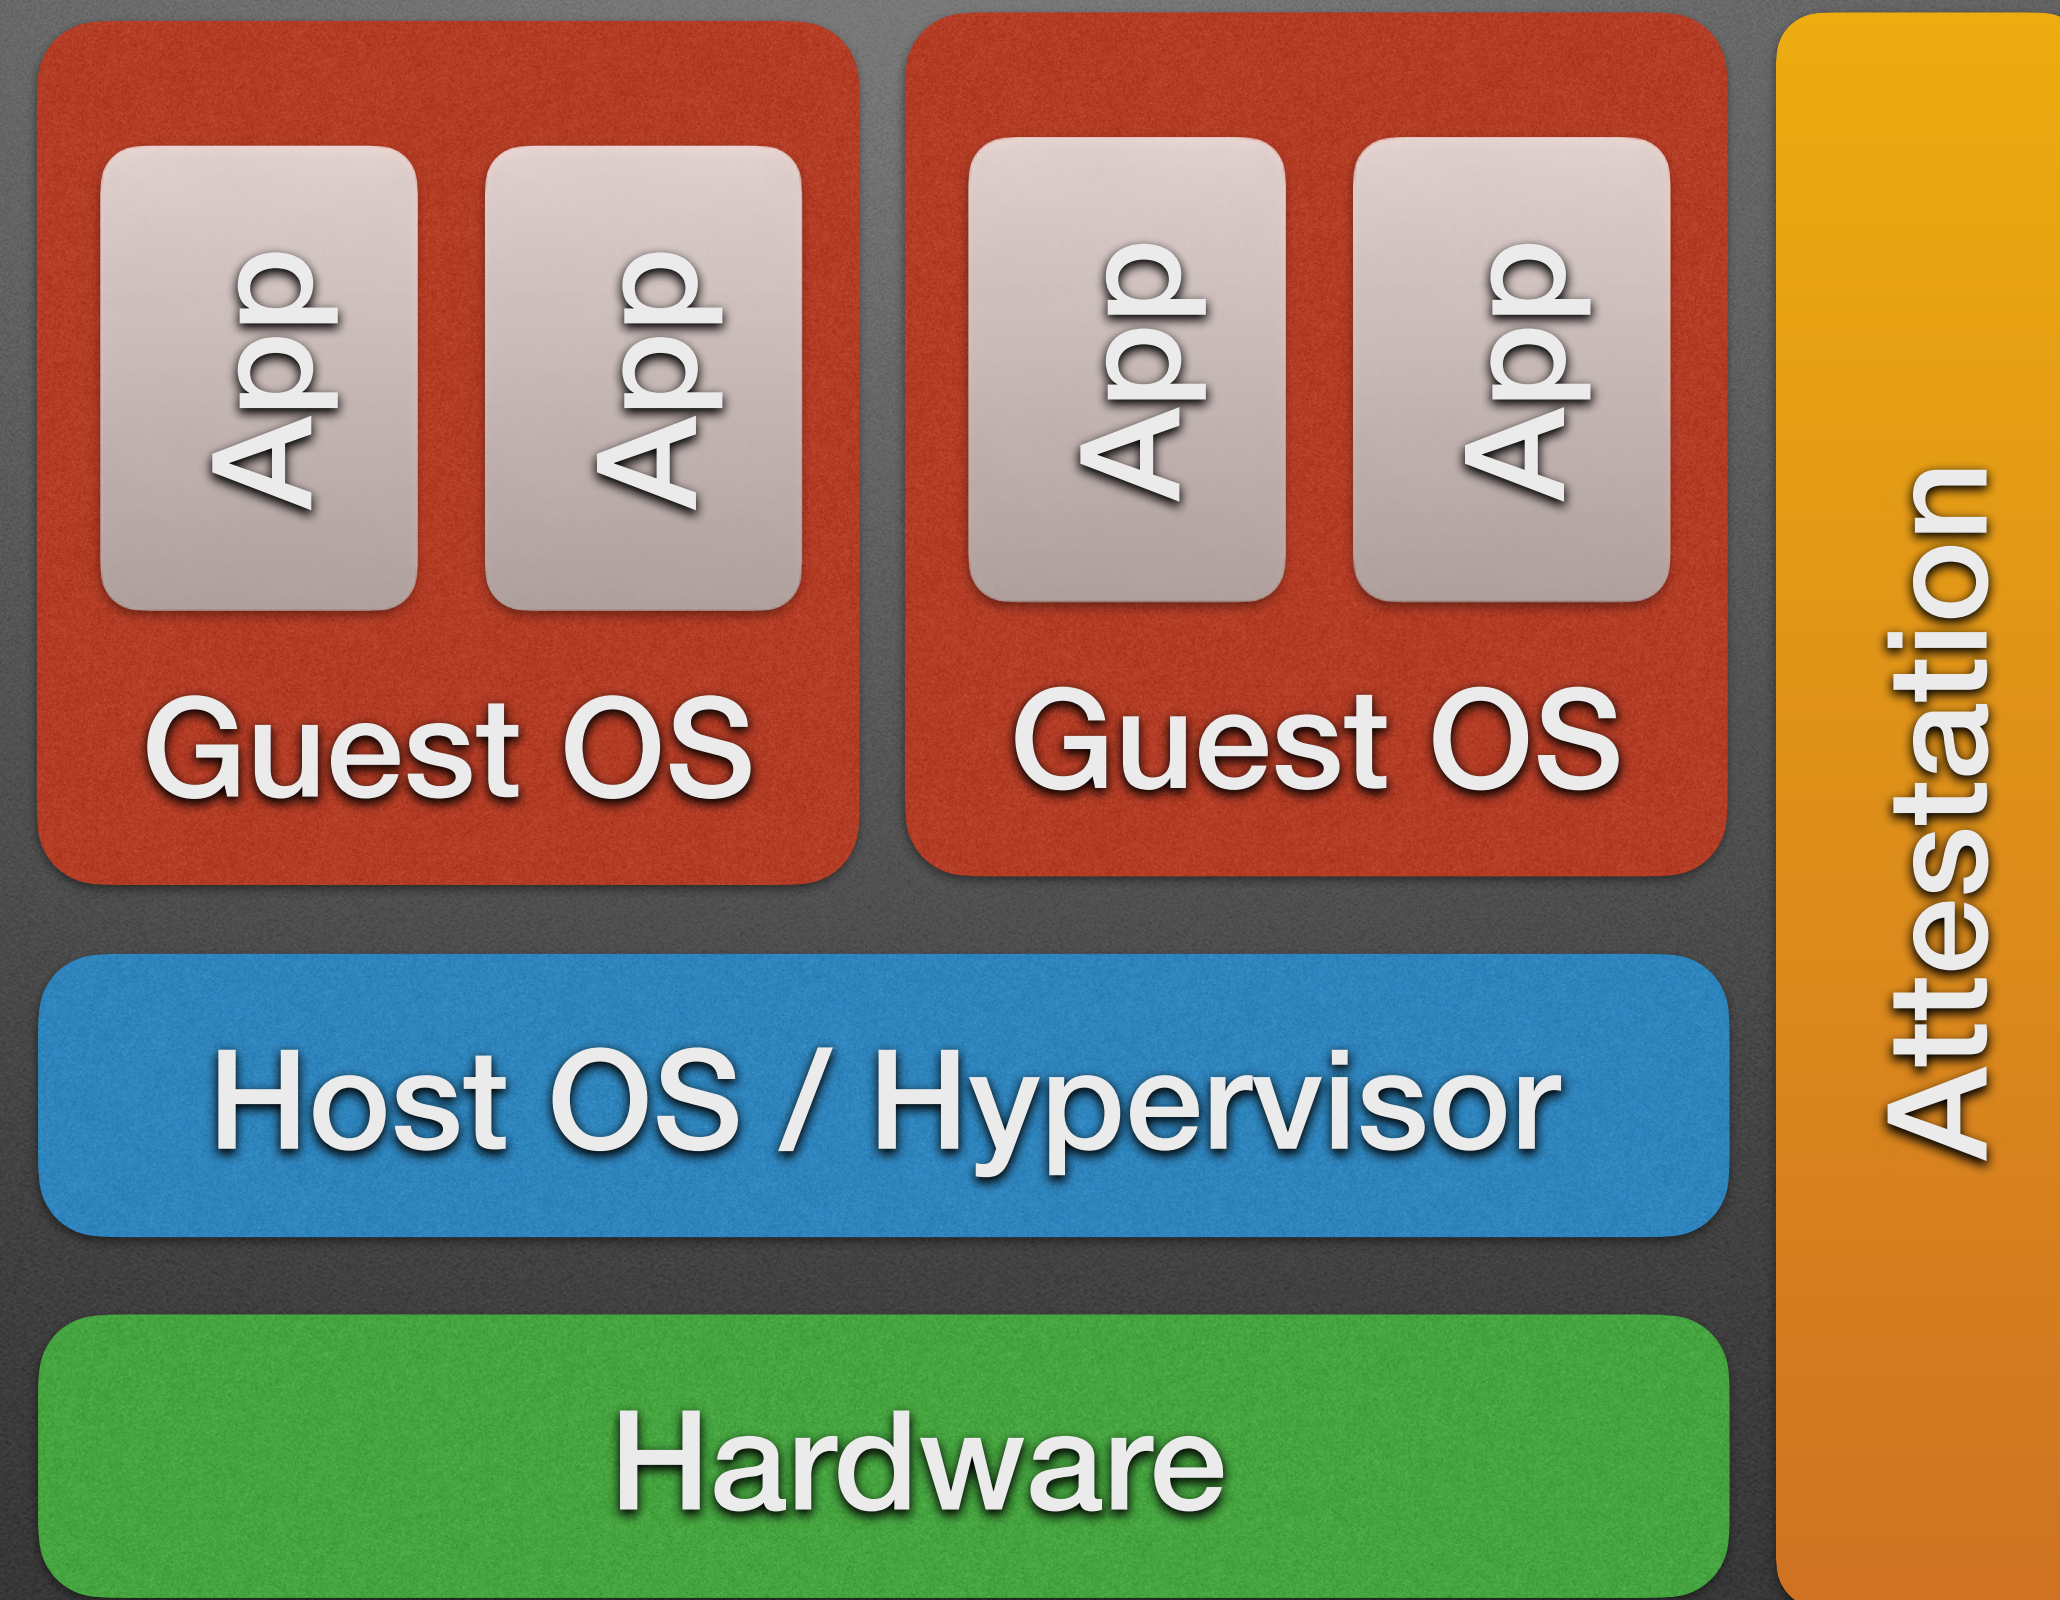 App
App
App
App
Guest OS
Guest OS
Host OS / Hypervisor
Hardware
Attestation